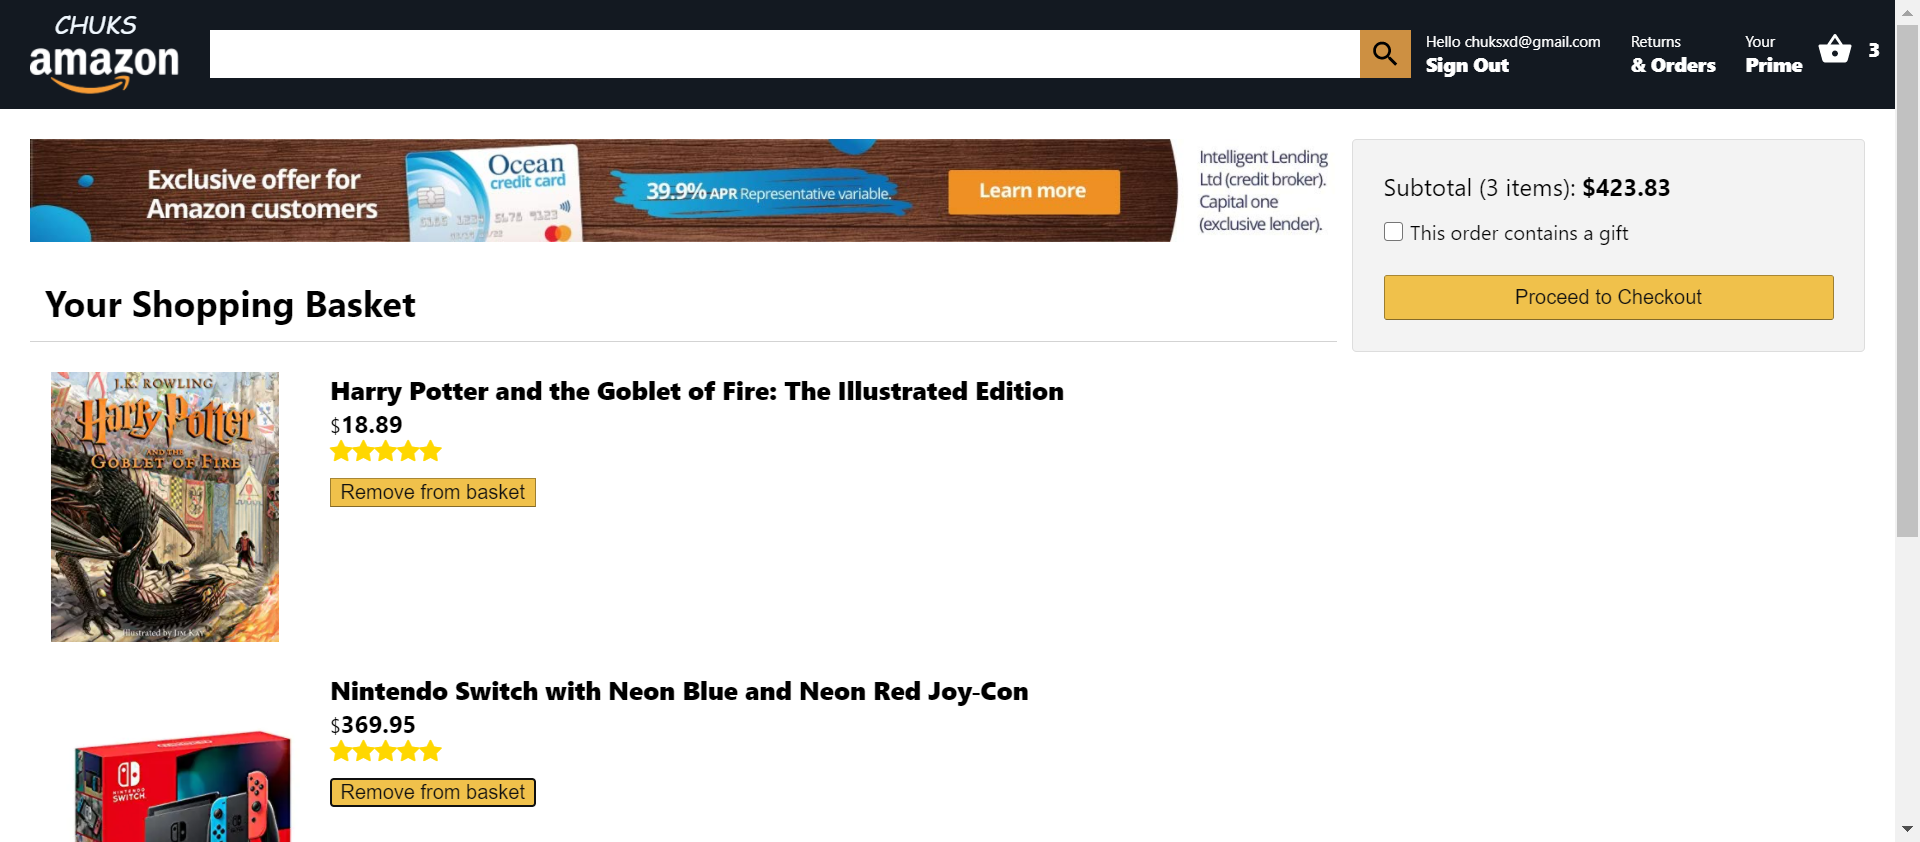 CHUKS
amazon
Hello chuksxd@gmail.com
Sign Out
Returns
& Orders
Your
Prime
3
Exclusive offer for
Amazon customers
Ocean
credit card
39.9% APR Representative variable.
Learn more
Intelligent Lending
Ltd (credit broker).
Capital one
(exclusive lender).
Subtotal (3 items): $423.83
This order contains a gift
Proceed to Checkout
Your Shopping Basket
J.K. ROWLING
Harry Potter
AND THE
GOBLET OF FIRE
Illustrated by JIM KAY
Harry Potter and the Goblet of Fire: The Illustrated Edition
$18.89
Remove from basket
Nintendo Switch with Neon Blue and Neon Red Joy-Con
$369.95
Remove from basket
NINTENDO
SWITCH